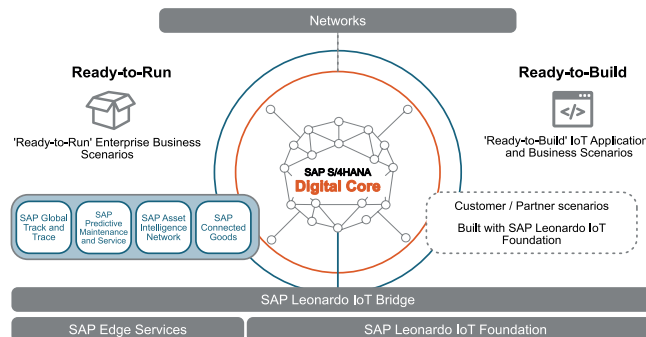 Networks
Ready-to-Run
'Ready-to-Run' Enterprise Business
Scenarios
Ready-to-Build
</>
'Ready-to-Build' IoT Application
and Business Scenarios
SAP S/4HANA
Digital Core
SAP Global
Track and
Trace
SAP
Predictive
Maintenance
and Service
SAP Asset
Intelligence
Network
SAP
Connected
Goods
Customer / Partner scenarios
Built with SAP Leonardo IoT
Foundation
SAP Leonardo IoT Bridge
SAP Edge Services
SAP Leonardo IoT Foundation